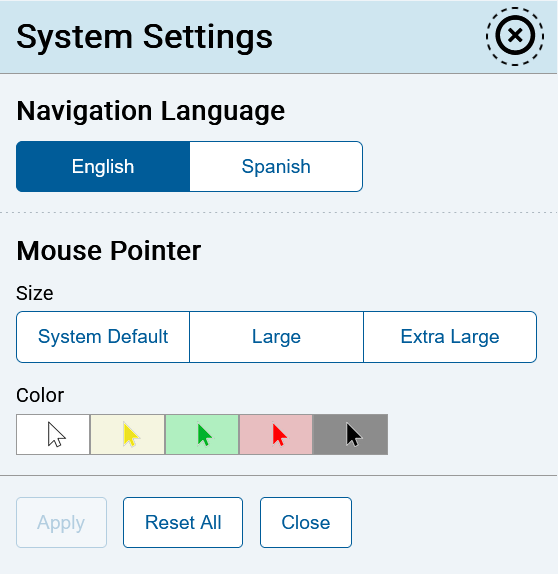 System Settings
Navigation Language
English Spanish
Mouse Pointer
Size
System Default Large Extra Large
Color
Apply Reset All Close